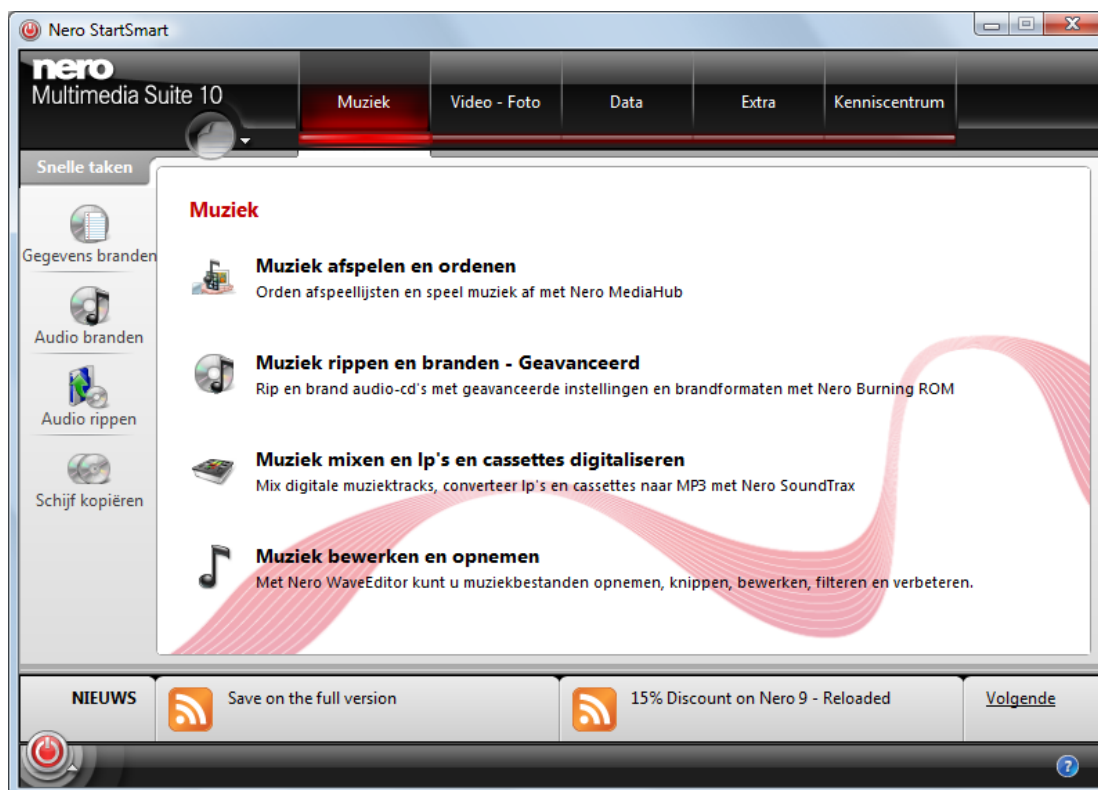 Nero StartSmart
nero
Multimedia Suite 10
Muziek
Video - Foto
Data
Extra
Kenniscentrum
Snelle taken
Gegevens branden
Audio branden
Audio rippen
Schijf kopiëren
Muziek
Muziek afspelen en ordenen
Orden afspeellijsten en speel muziek af met Nero MediaHub
Muziek rippen en branden - Geavanceerd
Rip en brand audio-cd's met geavanceerde instellingen en brandformaten met Nero Burning ROM
Muziek mixen en lp's en cassettes digitaliseren
Mix digitale muziektracks, converteer lp's en cassettes naar MP3 met Nero SoundTrax
Muziek bewerken en opnemen
Met Nero WaveEditor kunt u muziekbestanden opnemen, knippen, bewerken, filteren en verbeteren.
NIEUWS
Save on the full version
15% Discount on Nero 9 - Reloaded
Volgende
?